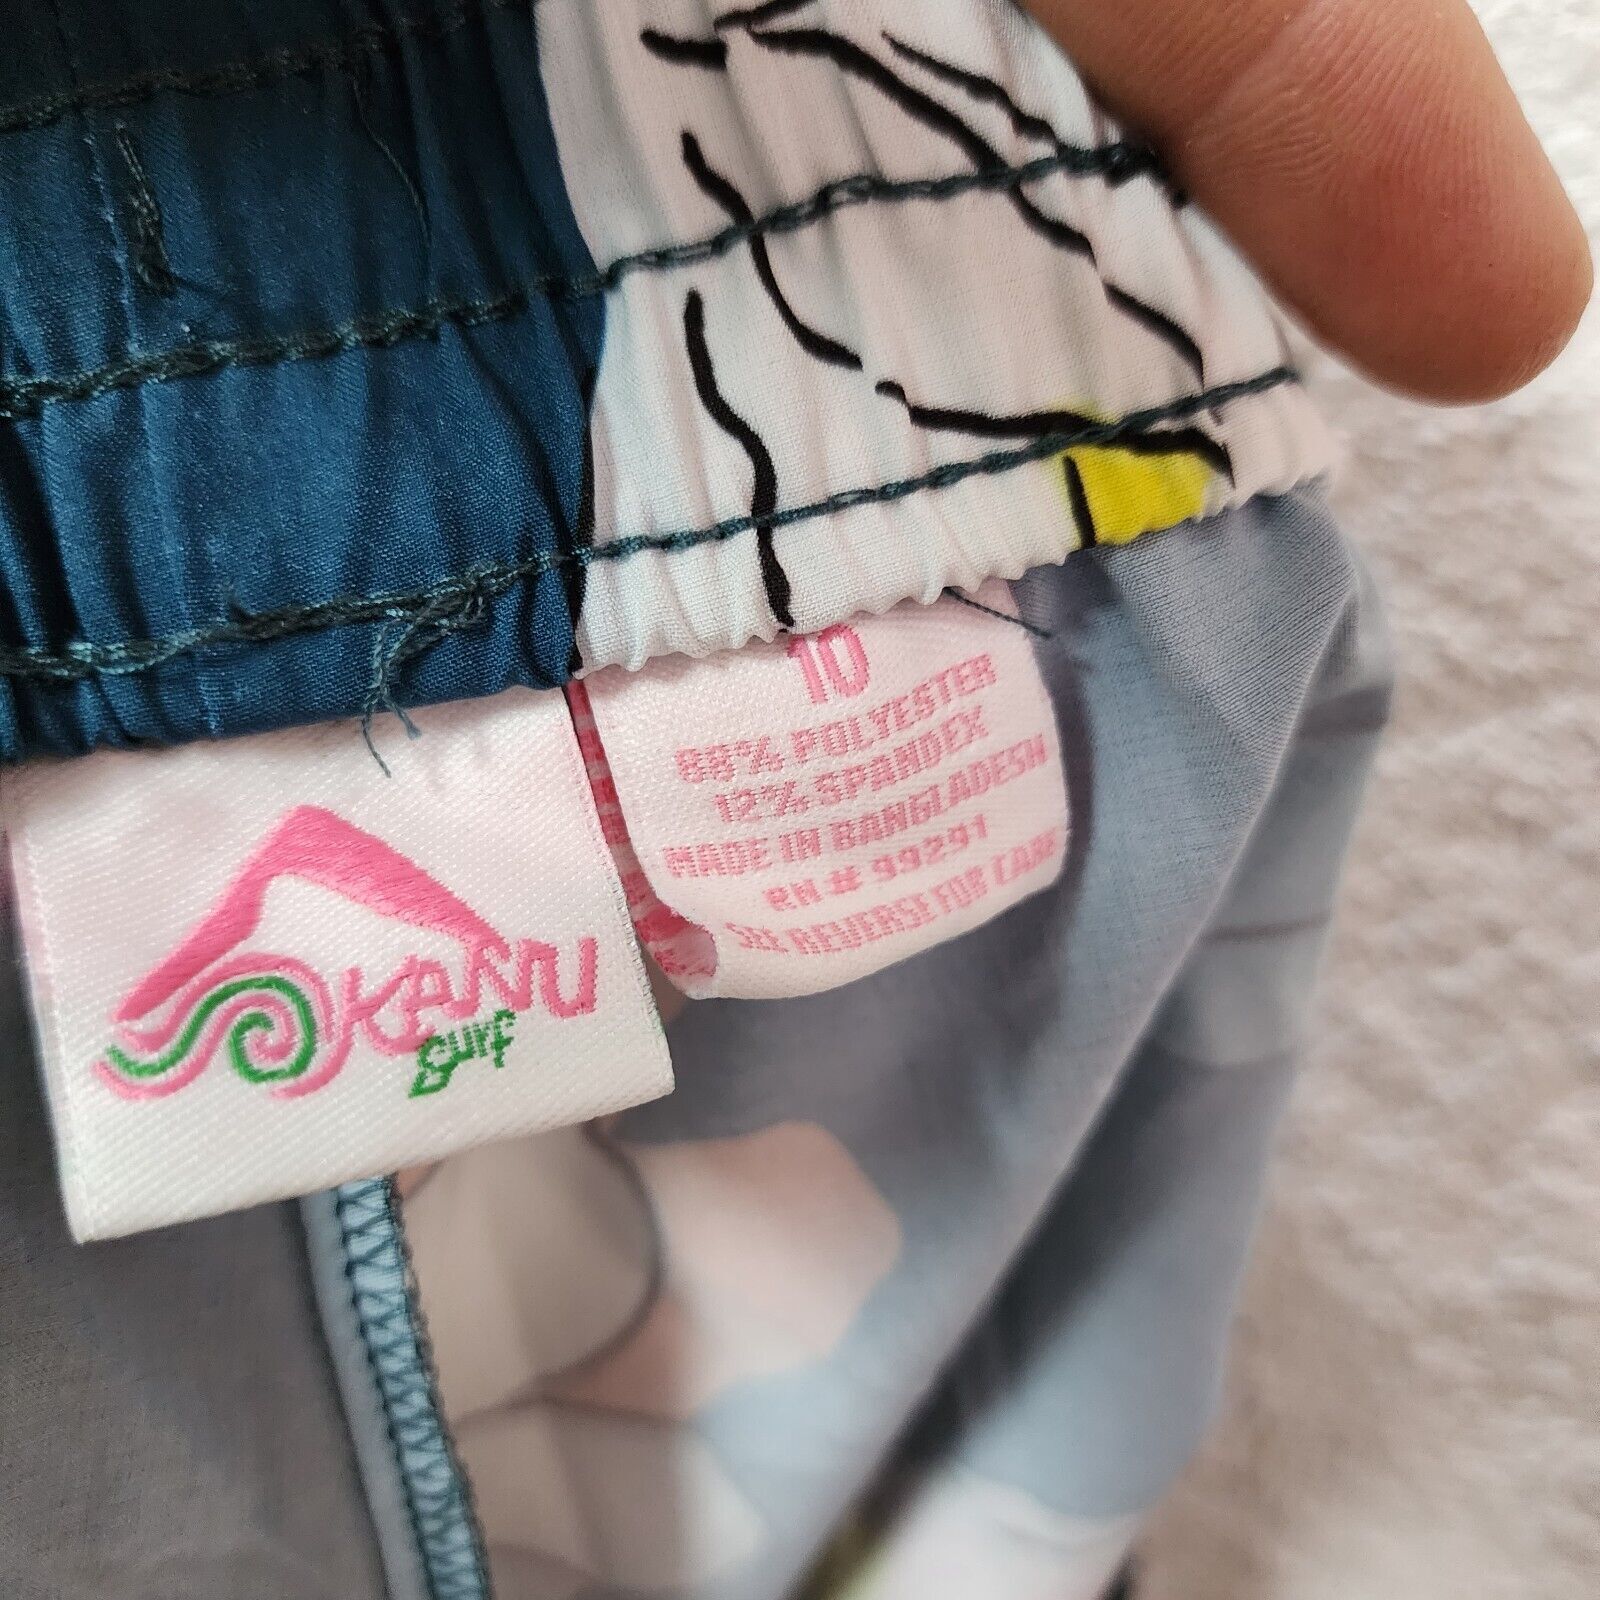 KANU
surf
10
88% POLYESTER
12% SPANDEX
MADE IN BANGLADESH
RN # 99291
SEE REVERSE FOR CARE